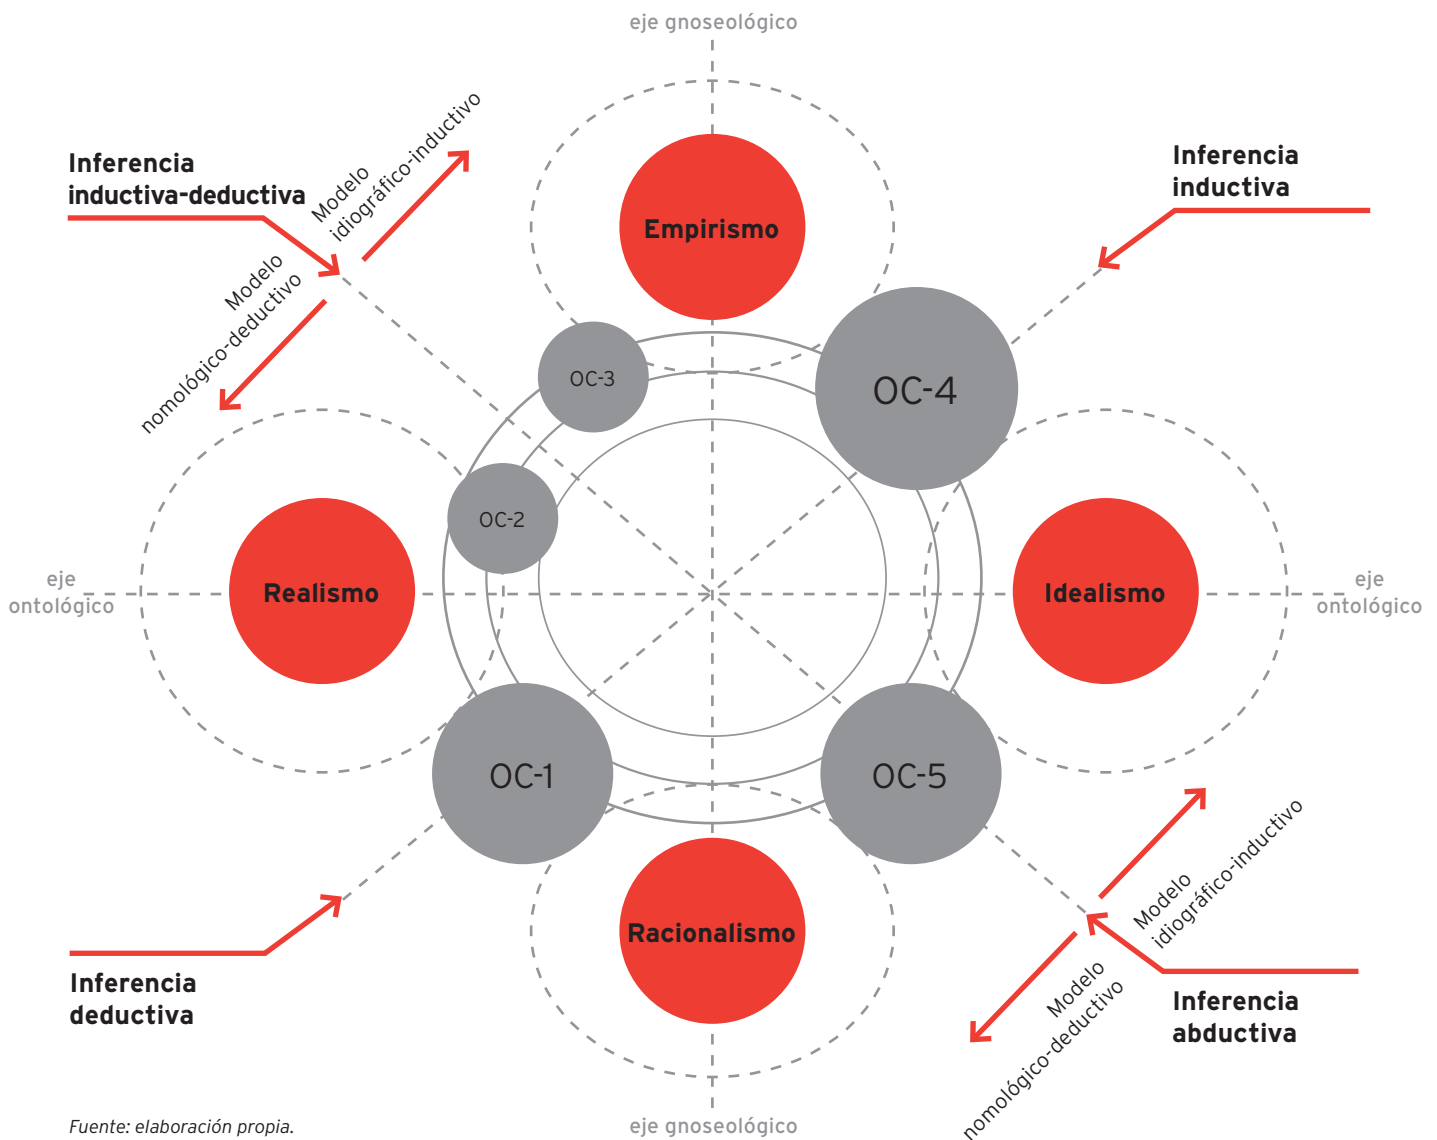 eje gnoseológico
Inferencia
inductiva-deductiva
Modelo
idiográfico-inductivo
Modelo
nomológico-deductivo
Inferencia
inductiva
Empirismo
OC-3
OC-4
OC-2
eje
ontológico
Realismo
Idealismo
eje
ontológico
OC-1
OC-5
Racionalismo
Inferencia
deductiva
Modelo
idiográfico-inductivo
Modelo
nomológico-deductivo
Inferencia
abductiva
Fuente: elaboración propia.
eje gnoseológico